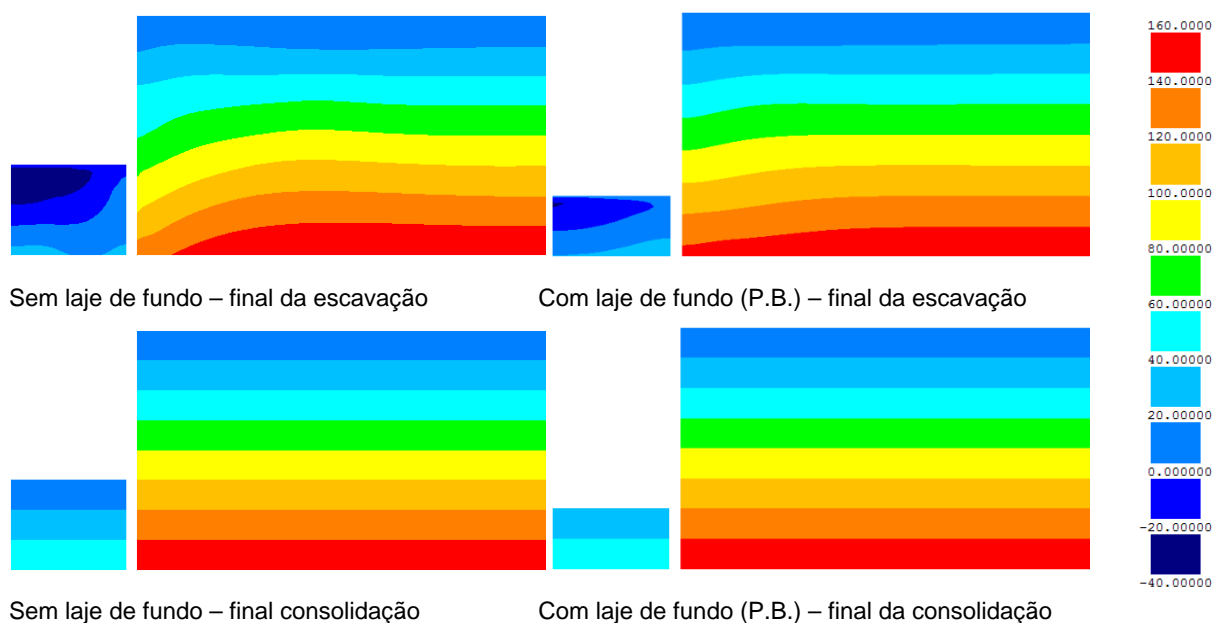 160.0000
140.0000
120.0000
100.0000
80.00000
60.00000
40.00000
20.00000
0.000000
-20.00000
-40.00000
Sem laje de fundo – final da escavação
Com laje de fundo (P.B.) – final da escavação
Sem laje de fundo – final consolidação
Com laje de fundo (P.B.) – final da consolidação